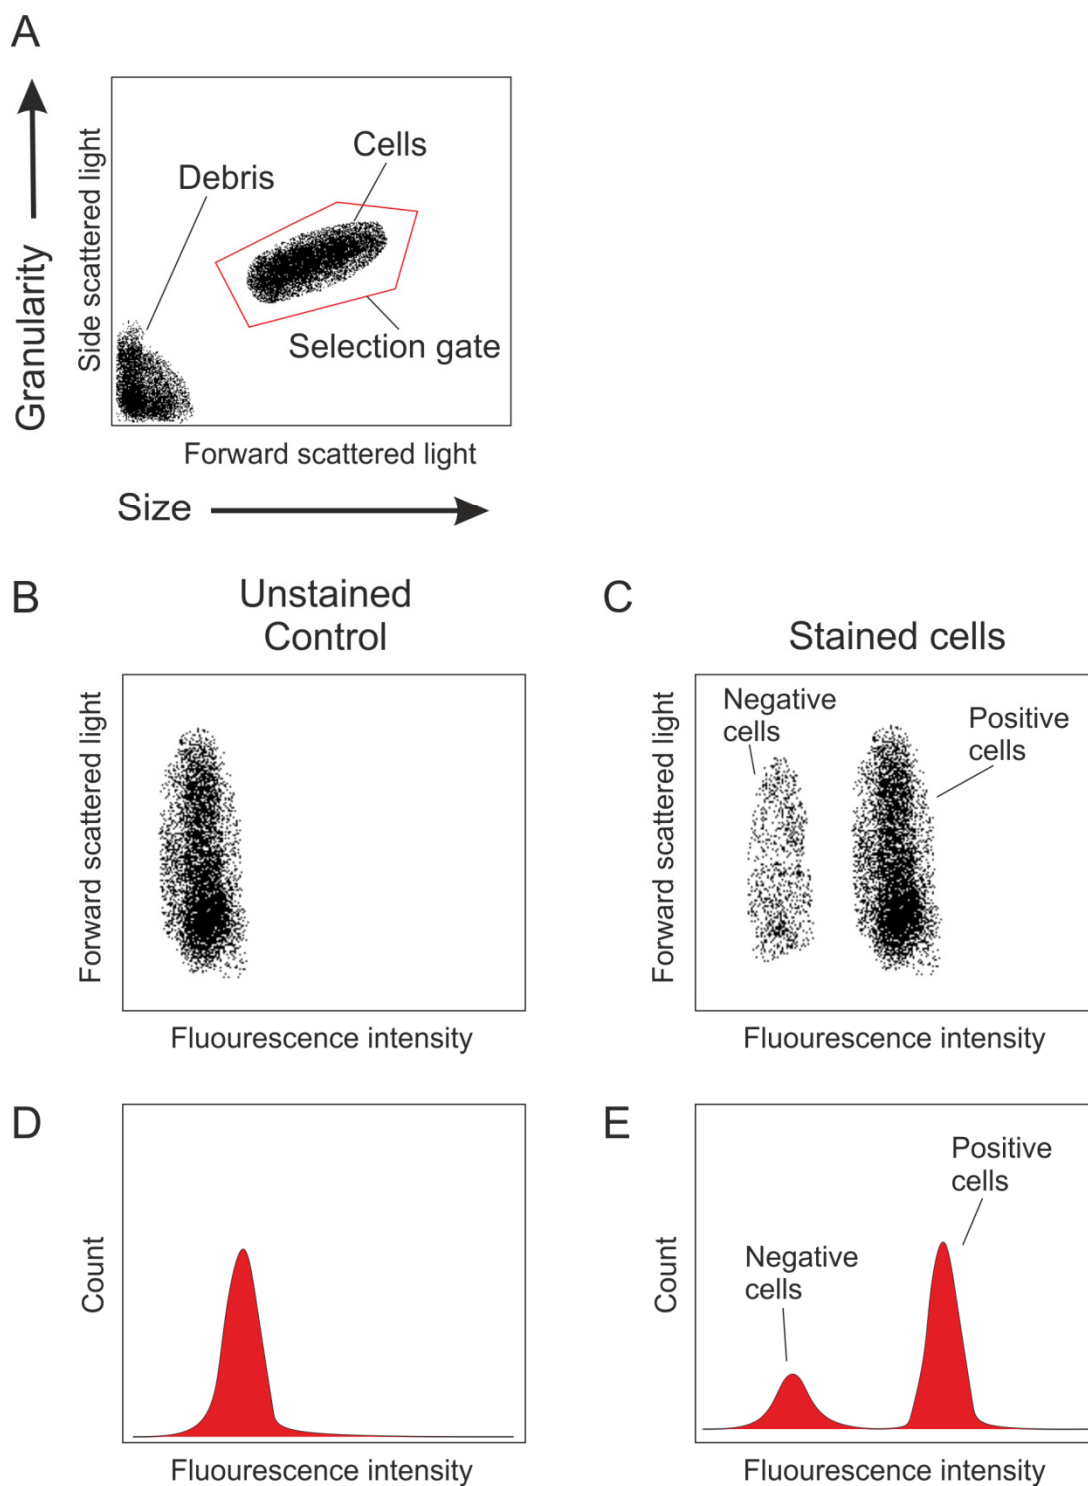 A
Granularity
Side scattered light
Debris
Cells
Selection gate
Forward scattered light
Size
B
Unstained
Control
Forward scattered light
Fluourescence intensity
C
Stained cells
Negative
cells
Positive
cells
Forward scattered light
Fluourescence intensity
D
Count
Fluourescence intensity
E
Positive
cells
Negative
cells
Count
Fluourescence intensity